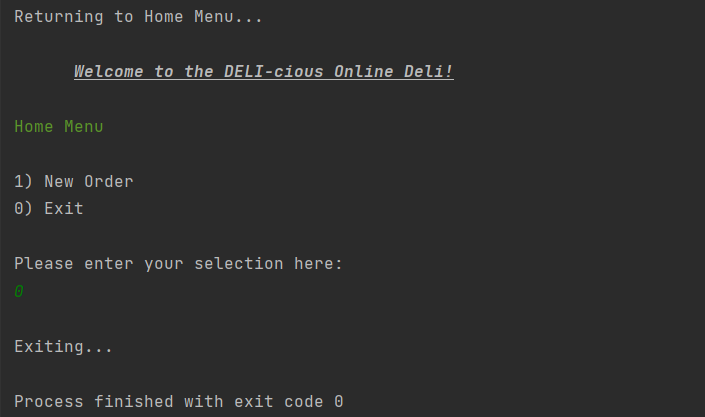 Returning to Home Menu...
Welcome to the DELI-cious Online Deli!
Home Menu
1) New Order
0) Exit
Please enter your selection here:
0
Exiting...
Process finished with exit code 0